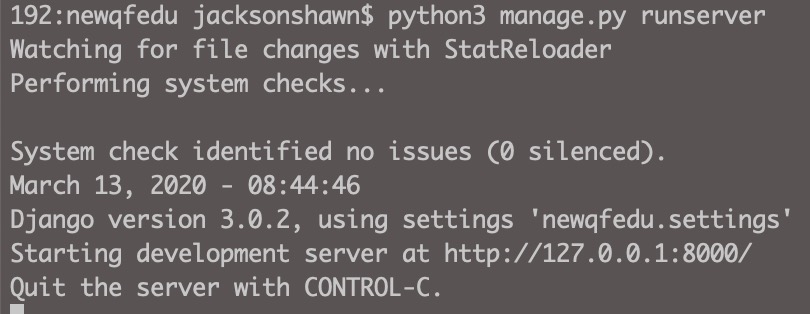 192:newqfedu jacksonshawn$ python3 manage.py runserver
Watching for file changes with StatReloader
Performing system checks...
System check identified no issues (0 silenced).
March 13, 2020 - 08:44:46
Django version 3.0.2, using settings 'newqfedu.settings'
Starting development server at http://127.0.0.1:8000/
Quit the server with CONTROL-C.